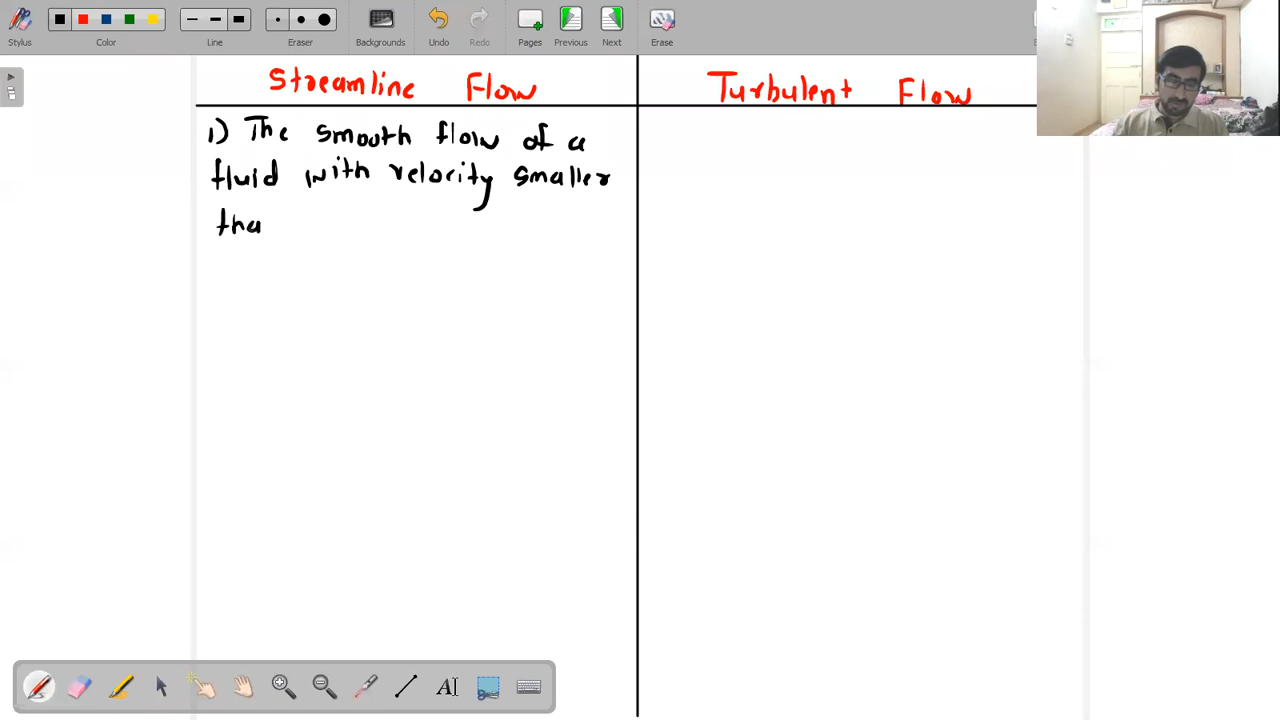 Stylus
Color
Line
Eraser
Backgrounds
Undo
Redo
Pages
Previous
Next
Erase
Streamline Flow
Turbulent Flow
1) The smooth flow of a
fluid with velocity smaller
tha
AI